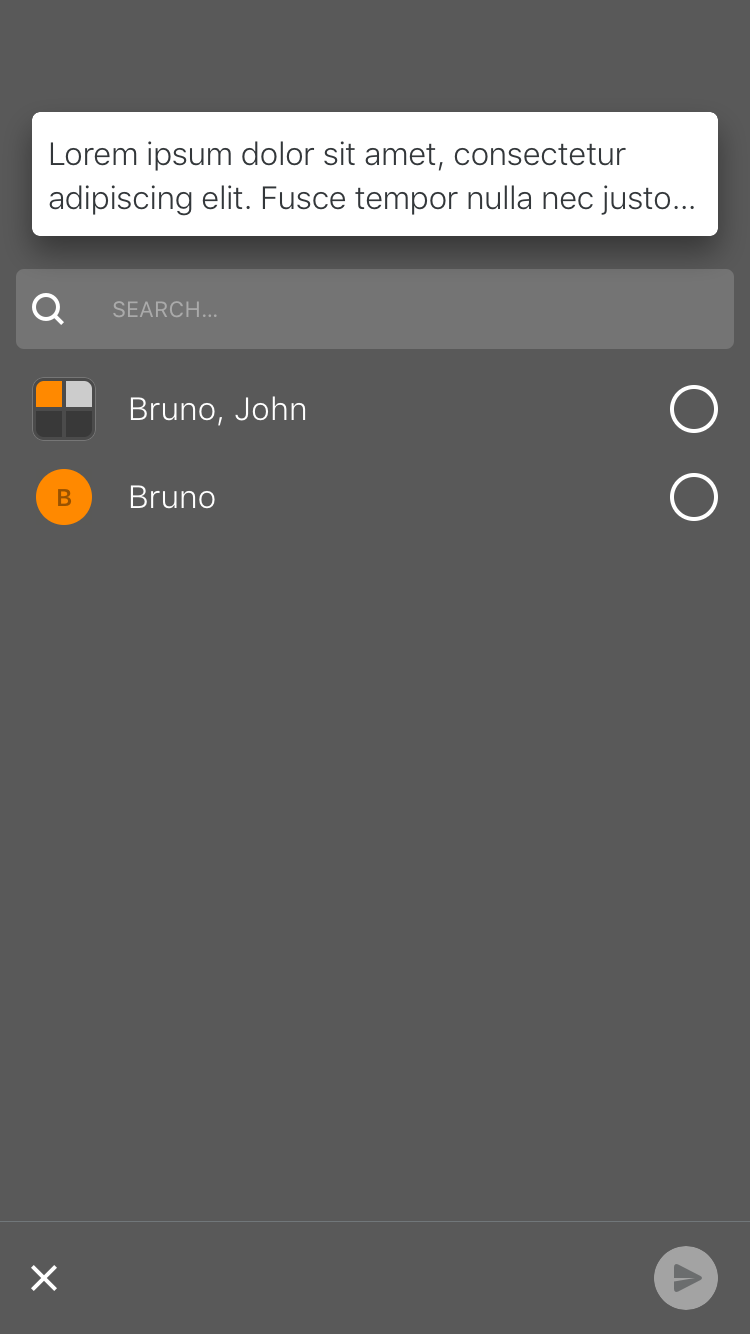 Lorem ipsum dolor sit amet, consectetur
adipiscing elit. Fusce tempor nulla nec justo...
SEARCH...
Bruno, John
B
Bruno